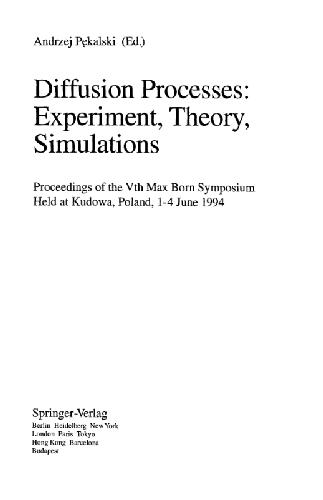 Andrzej Pękalski (Ed.)
Diffusion Processes:
Experiment, Theory,
Simulations
Proceedings of the Vth Max Born Symposium
Held at Kudowa, Poland, 1-4 June 1994
Springer-Verlag
Berlin Heidelberg New York
London Paris Tokyo
Hong Kong Barcelona
Budapest